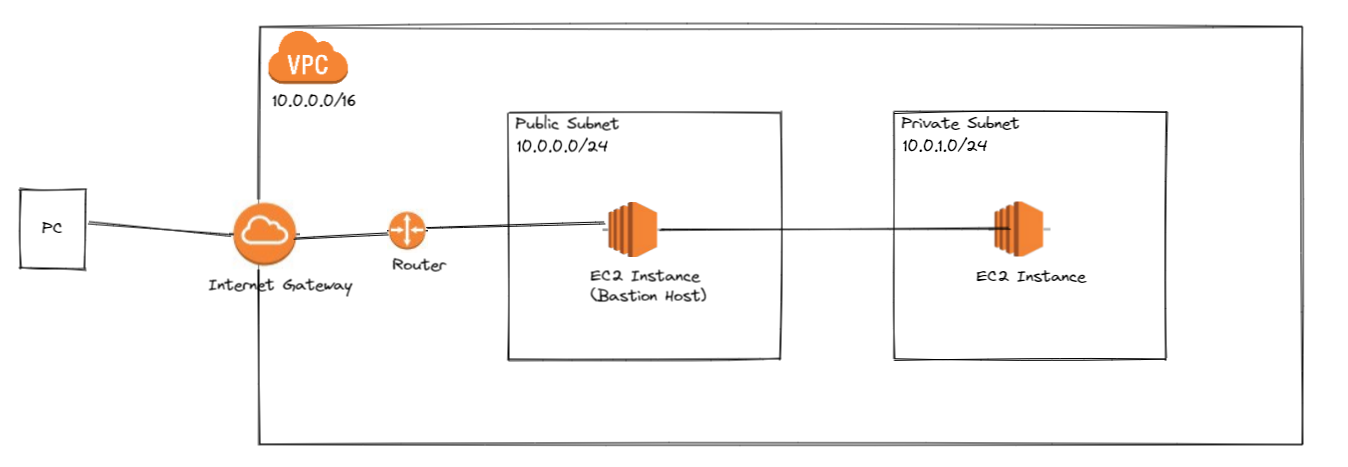 VPC
10.0.0.0/16
Public Subnet
10.0.0.0/24
Private Subnet
10.0.1.0/24
PC
Internet Gateway
Router
EC2 Instance
(Bastion Host)
EC2 Instance